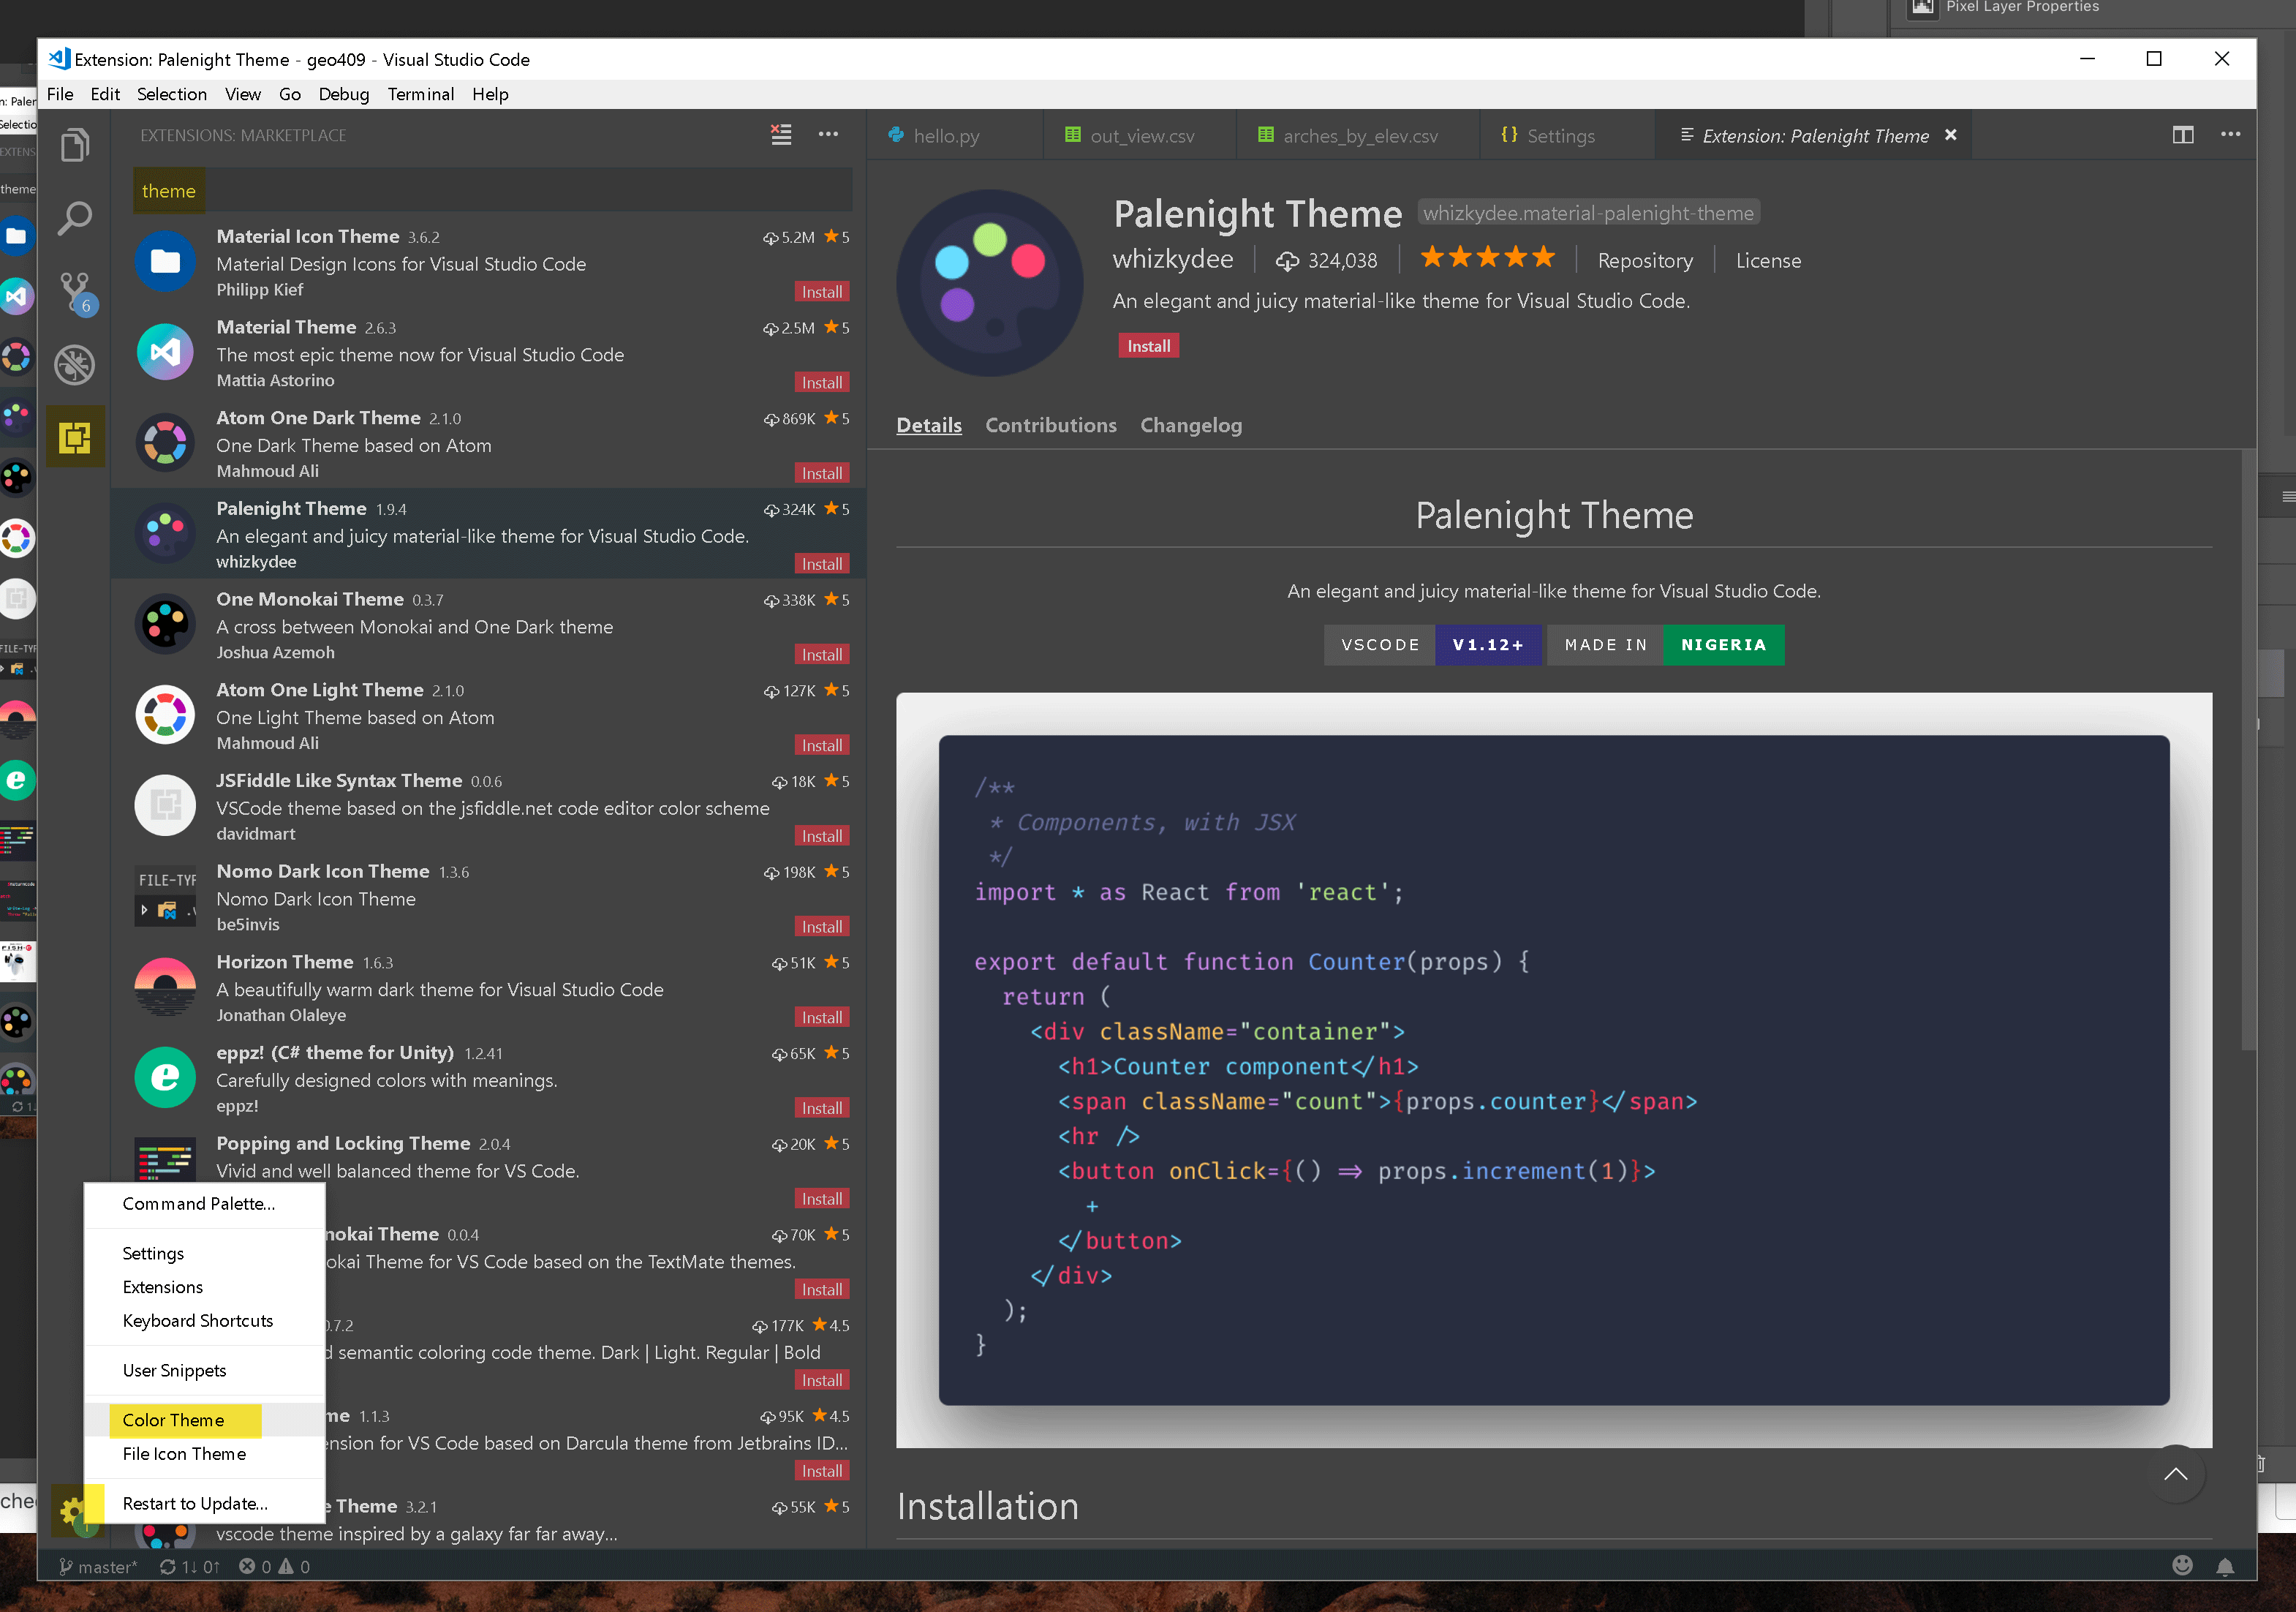 Pixel Layer Properties
Extension: Palenight Theme - geo409 - Visual Studio Code
File Edit Selection View Go Debug Terminal Help
EXTENSIONS: MARKETPLACE
theme
Material Icon Theme 3.6.2 5.2M 5
Material Design Icons for Visual Studio Code
Philipp Kief Install
Material Theme 2.6.3 2.5M 5
The most epic theme now for Visual Studio Code
Mattia Astorino Install
Atom One Dark Theme 2.1.0 869K 5
One Dark Theme based on Atom
Mahmoud Ali Install
Palenight Theme 1.9.4 324K 5
An elegant and juicy material-like theme for Visual Studio Code.
whizkydee Install
One Monokai Theme 0.3.7 338K 5
A cross between Monokai and One Dark theme
Joshua Azemoh Install
Atom One Light Theme 2.1.0 127K 5
One Light Theme based on Atom
Mahmoud Ali Install
JSFiddle Like Syntax Theme 0.0.6 18K 5
VSCode theme based on the jsfiddle.net code editor color scheme
davidmart Install
FILE-TYP
Nomo Dark Icon Theme 1.3.6 198K 5
Nomo Dark Icon Theme
be5invis Install
Horizon Theme 1.6.3 51K 5
A beautifully warm dark theme for Visual Studio Code
Jonathan Olaleye Install
eppz! (C# theme for Unity) 1.2.41 65K 5
Carefully designed colors with meanings.
eppz! Install
Popping and Locking Theme 2.0.4 20K 5
Vivid and well balanced theme for VS Code.
Install
nokai Theme 0.0.4 70K 5
okai Theme for VS Code based on the TextMate themes.
Install
.7.2 177K 4.5
d semantic coloring code theme. Dark | Light. Regular | Bold
Install
me 1.1.3 95K 4.5
ension for VS Code based on Darcula theme from Jetbrains ID...
Install
e Theme 3.2.1 55K 5
vscode theme inspired by a galaxy far far away...
6
Command Palette...
Settings
Extensions
Keyboard Shortcuts
User Snippets
Color Theme
File Icon Theme
Restart to Update...
1
master* 1↓ 0↑ 0 0
hello.py out_view.csv arches_by_elev.csv {} Settings Extension: Palenight Theme
Palenight Theme whizkydee.material-palenight-theme
whizkydee 324,038 Repository License
An elegant and juicy material-like theme for Visual Studio Code.
Install
Details Contributions Changelog
Palenight Theme
An elegant and juicy material-like theme for Visual Studio Code.
VSCODE V1.12+ MADE IN NIGERIA
/**
* Components, with JSX
*/
import * as React from 'react';
export default function Counter(props) {
return (
<div className="container">
<h1>Counter component</h1>
<span className="count">{props.counter}</span>
<hr />
<button onClick={() => props.increment(1)}>
+
</button>
</div>
);
}
Installation